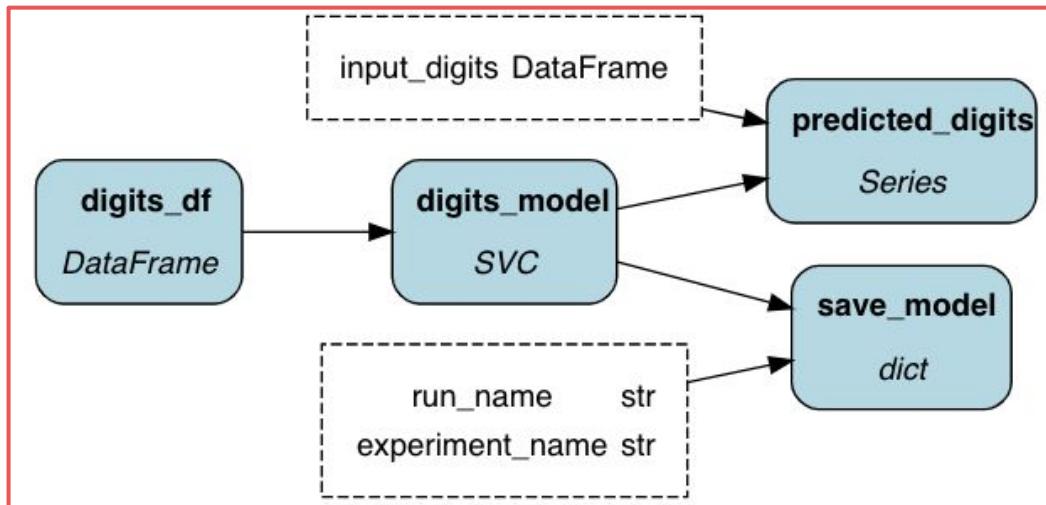 input_digits DataFrame
predicted_digits
Series
digits_df
DataFrame
digits_model
SVC
save_model
dict
run_name str
experiment_name str